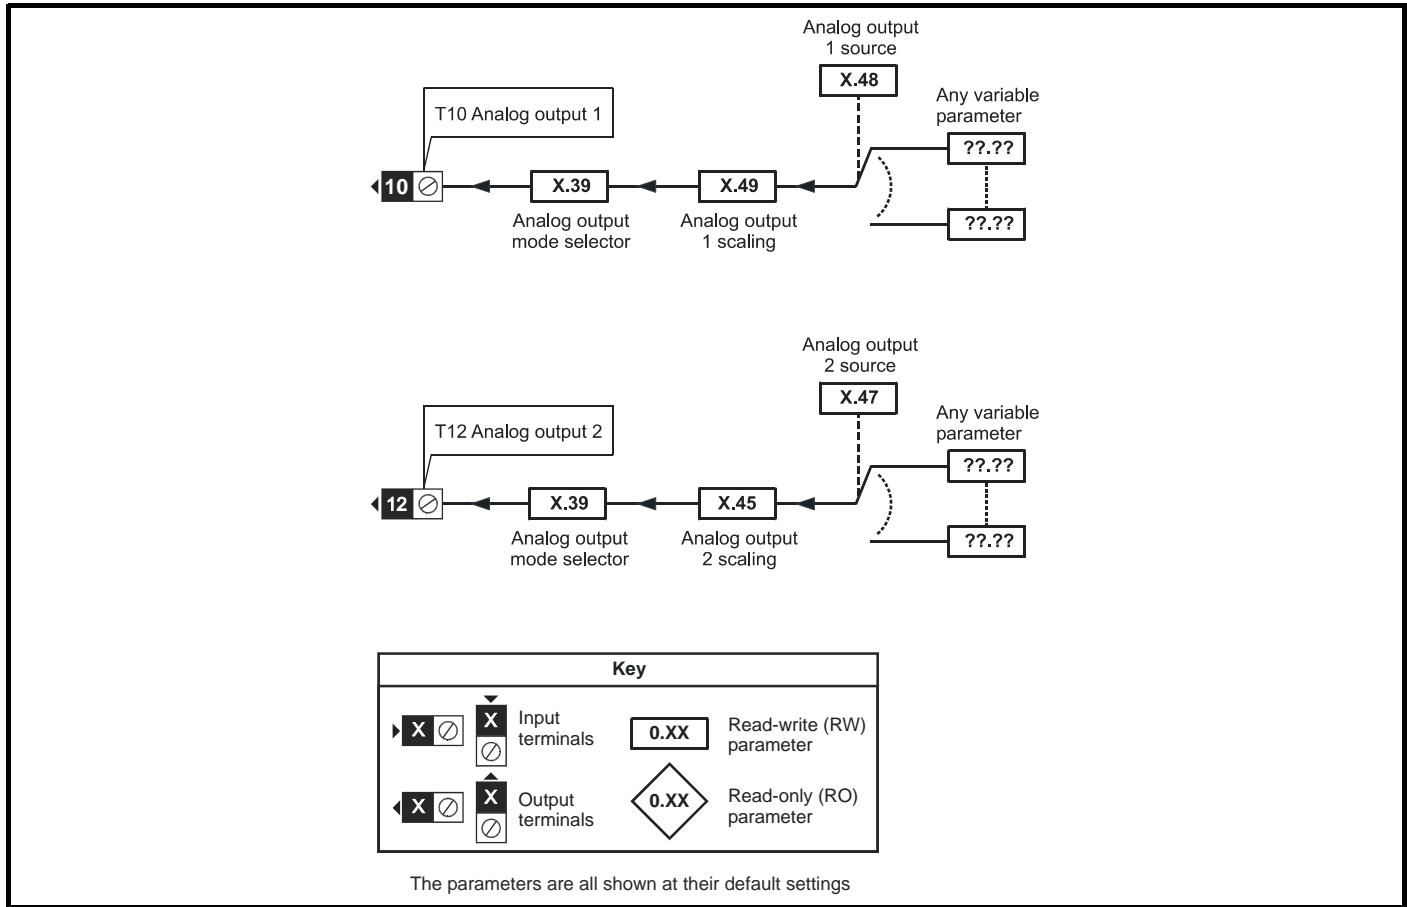 Analog output
1 source
X.48
Any variable
parameter
??.??
T10 Analog output 1
10
X.39
X.49
Analog output
mode selector
Analog output
1 scaling
??.??
Analog output
2 source
X.47
Any variable
parameter
??.??
T12 Analog output 2
12
X.39
X.45
Analog output
mode selector
Analog output
2 scaling
??.??
Key
X
X
Input
terminals
0.XX
Read-write (RW)
parameter
X
X
Output
terminals
0.XX
Read-only (RO)
parameter
The parameters are all shown at their default settings